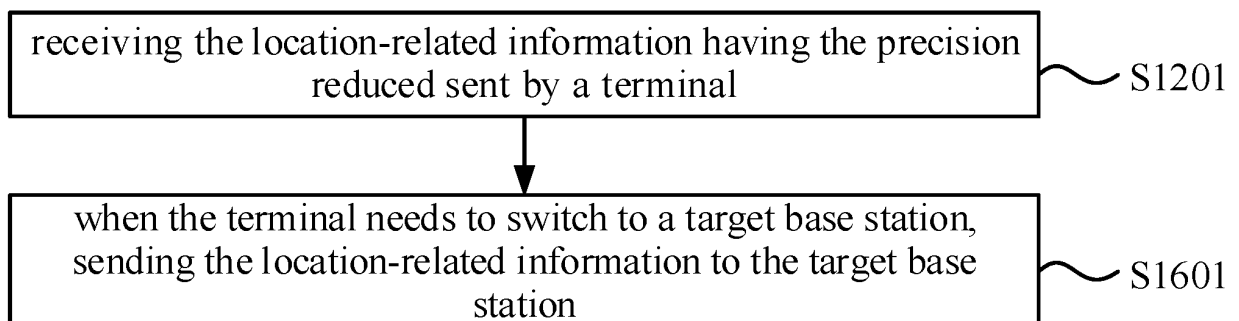 receiving the location-related information having the precision
reduced sent by a terminal
S1201
when the terminal needs to switch to a target base station,
sending the location-related information to the target base
station
S1601